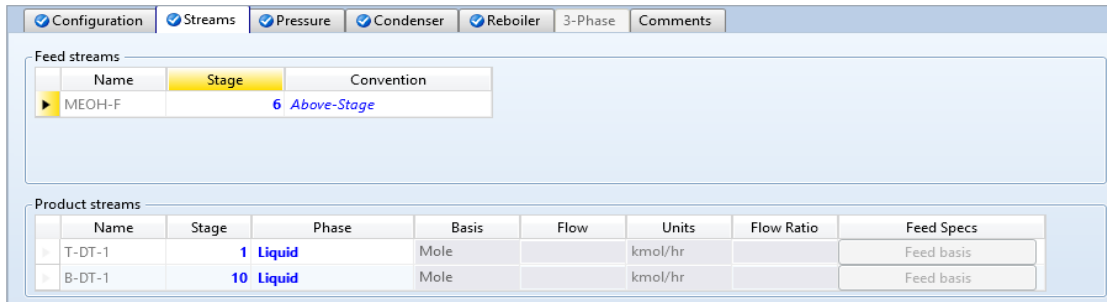 Configuration Streams Pressure Condenser Reboiler 3-Phase Comments
Feed streams
Name Stage Convention
MEOH-F 6 Above-Stage
Product streams
Name Stage Phase Basis Flow Units Flow Ratio Feed Specs
T-DT-1 1 Liquid Mole kmol/hr Feed basis
B-DT-1 10 Liquid Mole kmol/hr Feed basis